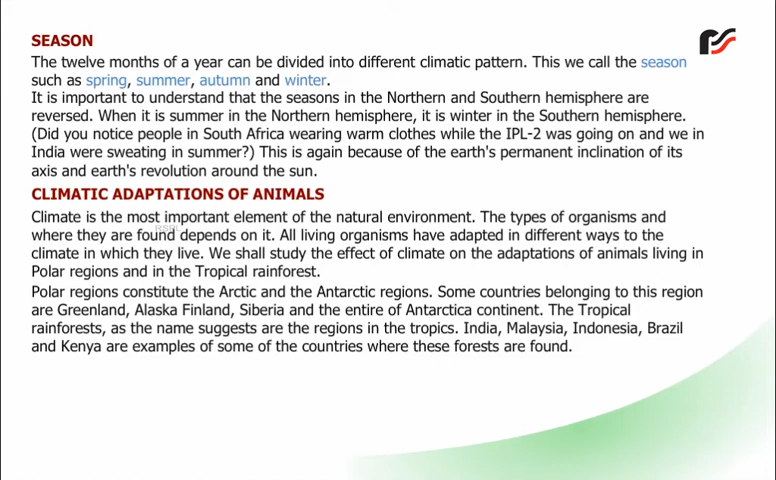 SEASON
The twelve months of a year can be divided into different climatic pattern. This we call the season
such as spring, summer, autumn and winter.
It is important to understand that the seasons in the Northern and Southern hemisphere are
reversed. When it is summer in the Northern hemisphere, it is winter in the Southern hemisphere.
(Did you notice people in South Africa wearing warm clothes while the IPL-2 was going on and we in
India were sweating in summer?) This is again because of the earth's permanent inclination of its
axis and earth's revolution around the sun.
CLIMATIC ADAPTATIONS OF ANIMALS
Climate is the most important element of the natural environment. The types of organisms and
where they are found depends on it. All living organisms have adapted in different ways to the
climate in which they live. We shall study the effect of climate on the adaptations of animals living in
Polar regions and in the Tropical rainforest.
Polar regions constitute the Arctic and the Antarctic regions. Some countries belonging to this region
are Greenland, Alaska Finland, Siberia and the entire of Antarctica continent. The Tropical
rainforests, as the name suggests are the regions in the tropics. India, Malaysia, Indonesia, Brazil
and Kenya are examples of some of the countries where these forests are found.